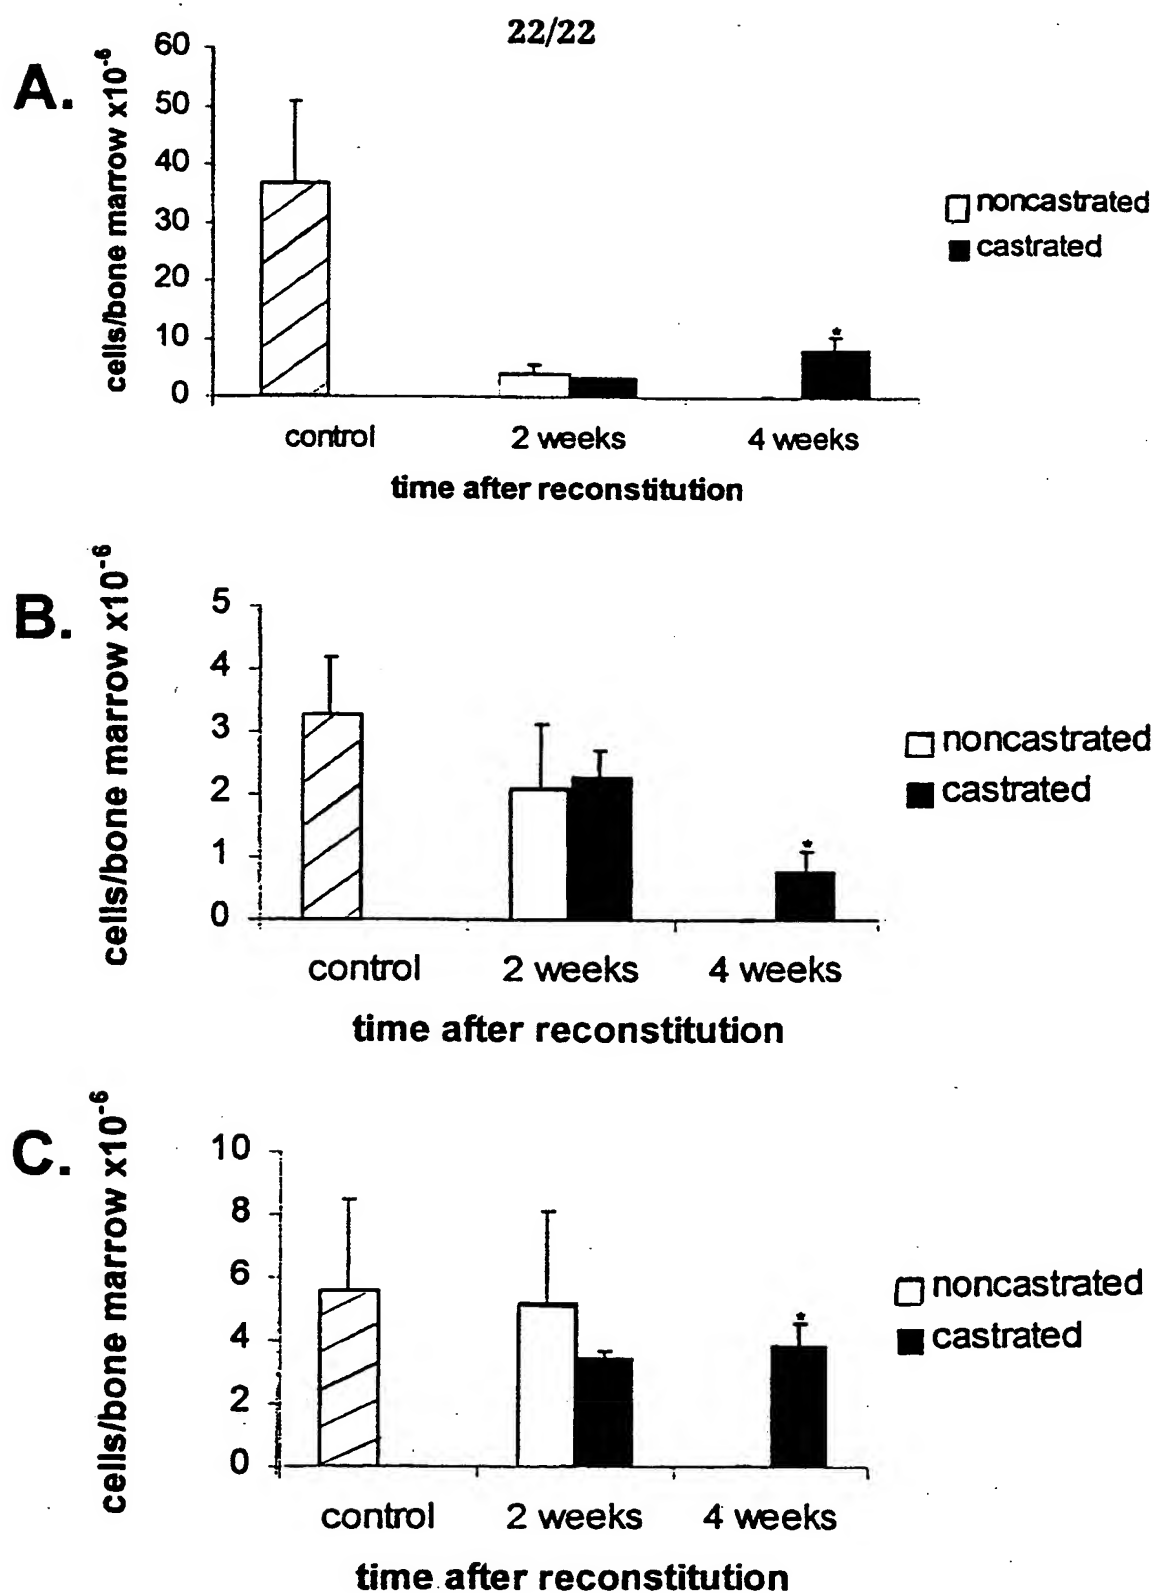 22/22
A.
cells/bone marrow x10⁻⁶
60
50
40
30
20
10
0
*
noncastrated
castrated
control 2 weeks 4 weeks
time after reconstitution
B.
cells/bone marrow x10⁻⁶
5
4
3
2
1
0
*
noncastrated
castrated
control 2 weeks 4 weeks
time after reconstitution
C.
cells/bone marrow x10⁻⁶
10
8
6
4
2
0
*
noncastrated
castrated
control 2 weeks 4 weeks
time after reconstitution